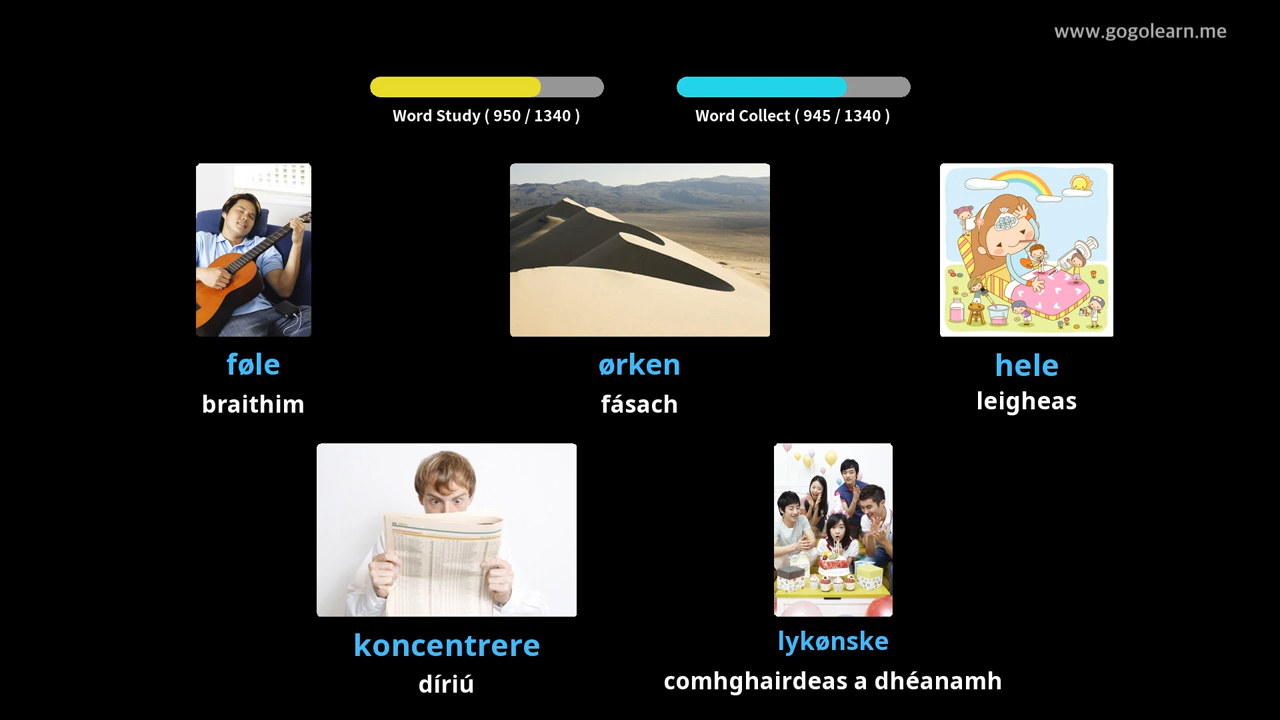 www.gogolearn.me
Word Study ( 950 / 1340 )
Word Collect ( 945 / 1340 )
føle
braithim
ørken
fásach
hele
leigheas
koncentrere
díriú
lykønske
comhghairdeas a dhéanamh